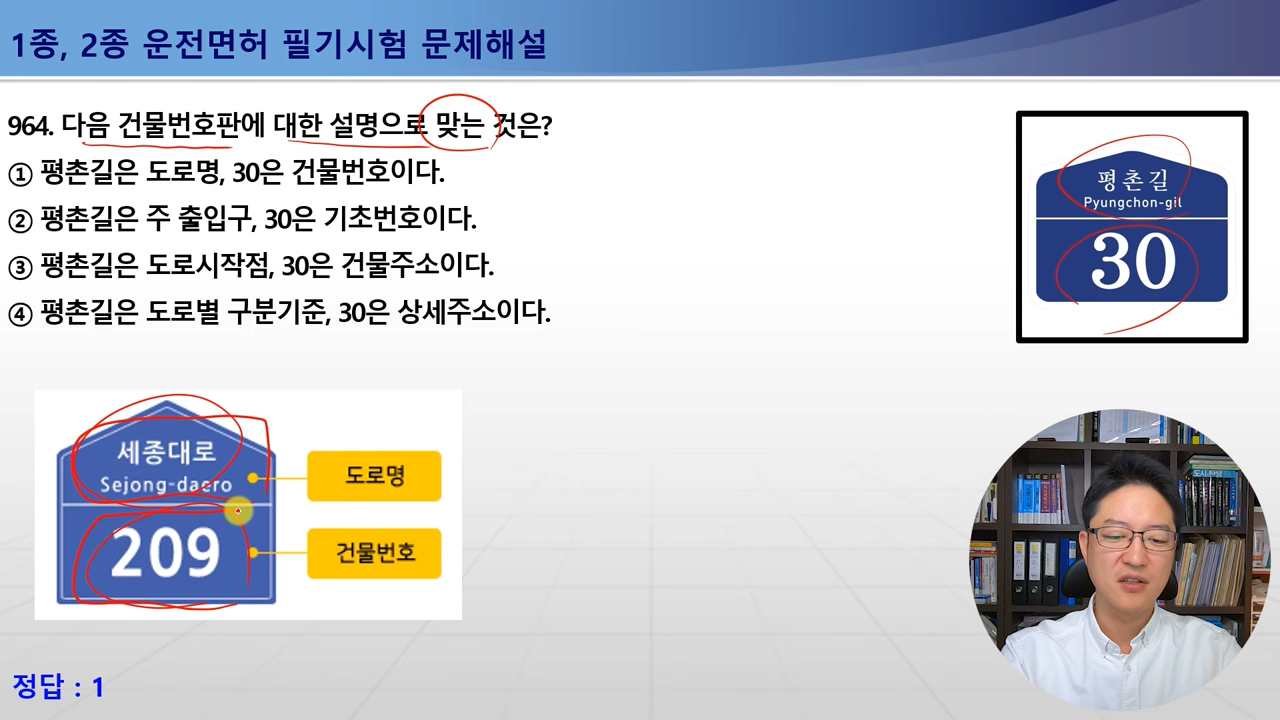 1종, 2종 운전면허 필기시험 문제해설
964. 다음 건물번호판에 대한 설명으로 맞는 것은?
① 평촌길은 도로명, 30은 건물번호이다.
② 평촌길은 주 출입구, 30은 기초번호이다.
③ 평촌길은 도로시작점, 30은 건물주소이다.
④ 평촌길은 도로별 구분기준, 30은 상세주소이다.
평촌길
Pyungchon-gil
30
세종대로
Sejong-daero
209
도로명
건물번호
정답 : 1